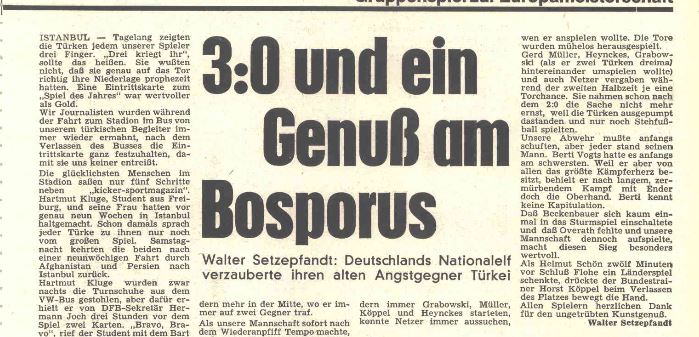 Gruppenspiel zur Europameisterschaft
ISTANBUL — Tagelang zeigten
die Türken jedem unserer Spieler
drei Finger. „Drei kriegt ihr",
sollte das heißen. Sie wußten
nicht, daß sie genau auf das Tor
richtig ihre Niederlage prophezeit
hatten. Eine Eintrittskarte zum
„Spiel des Jahres" war wertvoller
als Gold.
Wir Journalisten wurden während
der Fahrt zum Stadion im Bus von
unserem türkischen Begleiter im-
mer wieder ermahnt, nach dem
Verlassen des Busses die Ein-
trittskarte ganz festzuhalten, da-
mit sie uns keiner entreißt.
Die glücklichsten Menschen im
Stadion saßen nur fünf Schritte
neben „kicker-sportmagazin".
Hartmut Kluge, Student aus Frei-
burg, und seine Frau hatten vor
genau neun Wochen in Istanbul
haltgemacht. Schon damals sprach
jeder Türke zu ihnen nur noch
vom großen Spiel. Samstag-
nacht kehrten die beiden nach
einer neunwöchigen Fahrt durch
Afghanistan und Persien nach
Istanbul zurück.
Hartmut Kluge wurden zwar
nachts die Turnschuhe aus dem
VW-Bus gestohlen, aber dafür er-
hielt er von DFB-Sekretär Her-
mann Joch drei Stunden vor dem
Spiel zwei Karten. „Bravo, Bra-
vo", rief der Student mit dem Bart
3:0 und ein
Genuß am
Bosporus
Walter Setzepfandt: Deutschlands Nationalelf
verzauberte ihren alten Angstgegner Türkei
dern mehr in der Mitte, wo er im-
mer auf zwei Gegner traf.
Als unsere Mannschaft sofort nach
dem Wiederanpfiff Tempo machte,
dern immer Grabowski, Müller,
Köppel und Heynckes starteten,
konnte Netzer immer aussuchen,
wen er anspielen wollte. Die Tore
wurden mühelos herausgespielt.
Gerd Müller, Heynckes, Grabow-
ski (als er zwei Türken dreimal
hintereinander umspielen wollte)
und auch Netzer vergaben wäh-
rend der zweiten Halbzeit je eine
Torchance. Sie nahmen schon nach
dem 2:0 die Sache nicht mehr
ernst, weil die Türken ausgepumpt
dastanden und nur noch Stehfuß-
ball spielten.
Unsere Abwehr mußte anfangs
schuften, aber jeder stand seinen
Mann. Berti Vogts hatte es anfangs
am schwersten. Weil er aber von
allen das größte Kämpferherz be-
sitzt, behielt er nach langem, zer-
mürbendem Kampf mit Ender
doch die Oberhand. Berti kennt
keine Kapitulation.
Daß Beckenbauer sich kaum ein-
mal in das Sturmspiel einschaltete
und daß Overath fehlte und unsere
Mannschaft dennoch aufspielte,
macht diesen Sieg besonders
wertvoll.
Als Helmut Schön zwölf Minuten
vor Schluß Flohe ein Länderspiel
schenkte, drückte der Bundestrai-
ner Horst Köppel beim Verlassen
des Platzes bewegt die Hand.
Allen Spielern herzlichen Dank
für den ungetrübten Kunstgenuß.
Walter Setzepfandt